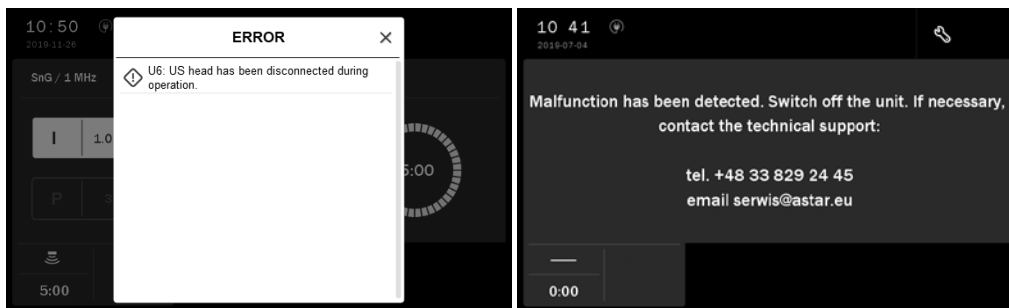 10:50
2019-11-26
SnG / 1 MHz
I
1.0
P
3
5:00
5:00
ERROR
U6: US head has been disconnected during
operation.
10 41
2019-07-04
Malfunction has been detected. Switch off the unit. If necessary,
contact the technical support:
tel. +48 33 829 24 45
email serwis@astar.eu
0:00